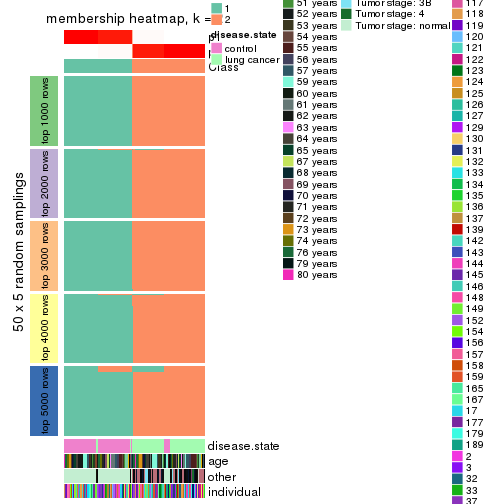 membership heatmap, k =
1
2
p1
Class
disease.state
control
lung cancer
50 x 5 random samplings
top 1000 rows
top 2000 rows
top 3000 rows
top 4000 rows
top 5000 rows
disease.state
age
other
individual
51 years
52 years
53 years
54 years
55 years
56 years
57 years
59 years
60 years
61 years
62 years
63 years
64 years
65 years
67 years
68 years
69 years
70 years
71 years
72 years
73 years
74 years
76 years
79 years
80 years
Tumor stage: 3B
Tumor stage: 4
Tumor stage: normal
117
118
119
120
121
122
123
124
125
126
127
129
130
131
132
133
134
135
136
137
139
142
143
144
145
146
148
149
152
154
156
157
158
159
165
167
17
177
179
189
2
3
32
33
37